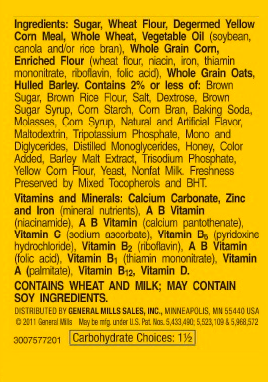 Ingredients: Sugar, Wheat Flour, Degermed Yellow
Corn Meal, Whole Wheat, Vegetable Oil (soybean,
canola and/or rice bran), Whole Grain Corn,
Enriched Flour (wheat flour, niacin, iron, thiamin
mononitrate, riboflavin, folic acid), Whole Grain Oats,
Hulled Barley. Contains 2% or less of: Brown
Sugar, Brown Rice Flour, Salt, Dextrose, Brown
Sugar Syrup, Corn Starch, Corn Bran, Baking Soda,
Molasses, Corn Syrup, Natural and Artificial Flavor,
Maltodextrin, Tripotassium Phosphate, Mono and
Diglycerides, Distilled Monoglycerides, Honey, Color
Added, Barley Malt Extract, Trisodium Phosphate,
Yellow Corn Flour, Yeast, Nonfat Milk. Freshness
Preserved by Mixed Tocopherols and BHT.
Vitamins and Minerals: Calcium Carbonate, Zinc
and Iron (mineral nutrients), A B Vitamin
(niacinamide), A B Vitamin (calcium pantothenate),
Vitamin C (sodium ascorbate), Vitamin B6 (pyridoxine
hydrochloride), Vitamin B2 (riboflavin), A B Vitamin
(folic acid), Vitamin B1 (thiamin mononitrate), Vitamin
A (palmitate), Vitamin B12, Vitamin D.
CONTAINS WHEAT AND MILK; MAY CONTAIN
SOY INGREDIENTS.
DISTRIBUTED BY GENERAL MILLS SALES, INC., MINNEAPOLIS, MN 55440 USA
© 2011 General Mills May be mfg. under U.S. Pat. Nos. 5,433,490; 5,523,109 & 5,968,572
3007577201 Carbohydrate Choices: 1½